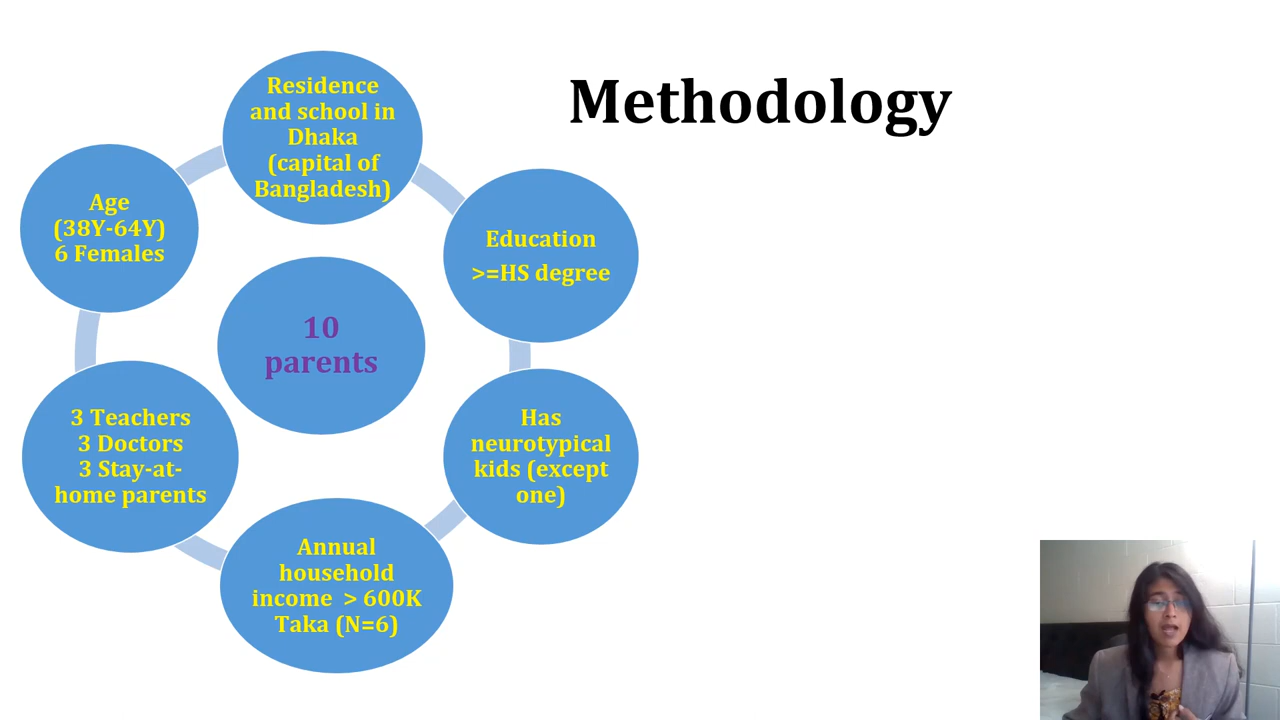 Methodology
Residence
and school in
Dhaka
(capital of
Bangladesh)
Education
>=HS degree
Has
neurotypical
kids (except
one)
Annual
household
income > 600K
Taka (N=6)
3 Teachers
3 Doctors
3 Stay-at-
home parents
Age
(38Y-64Y)
6 Females
10
parents